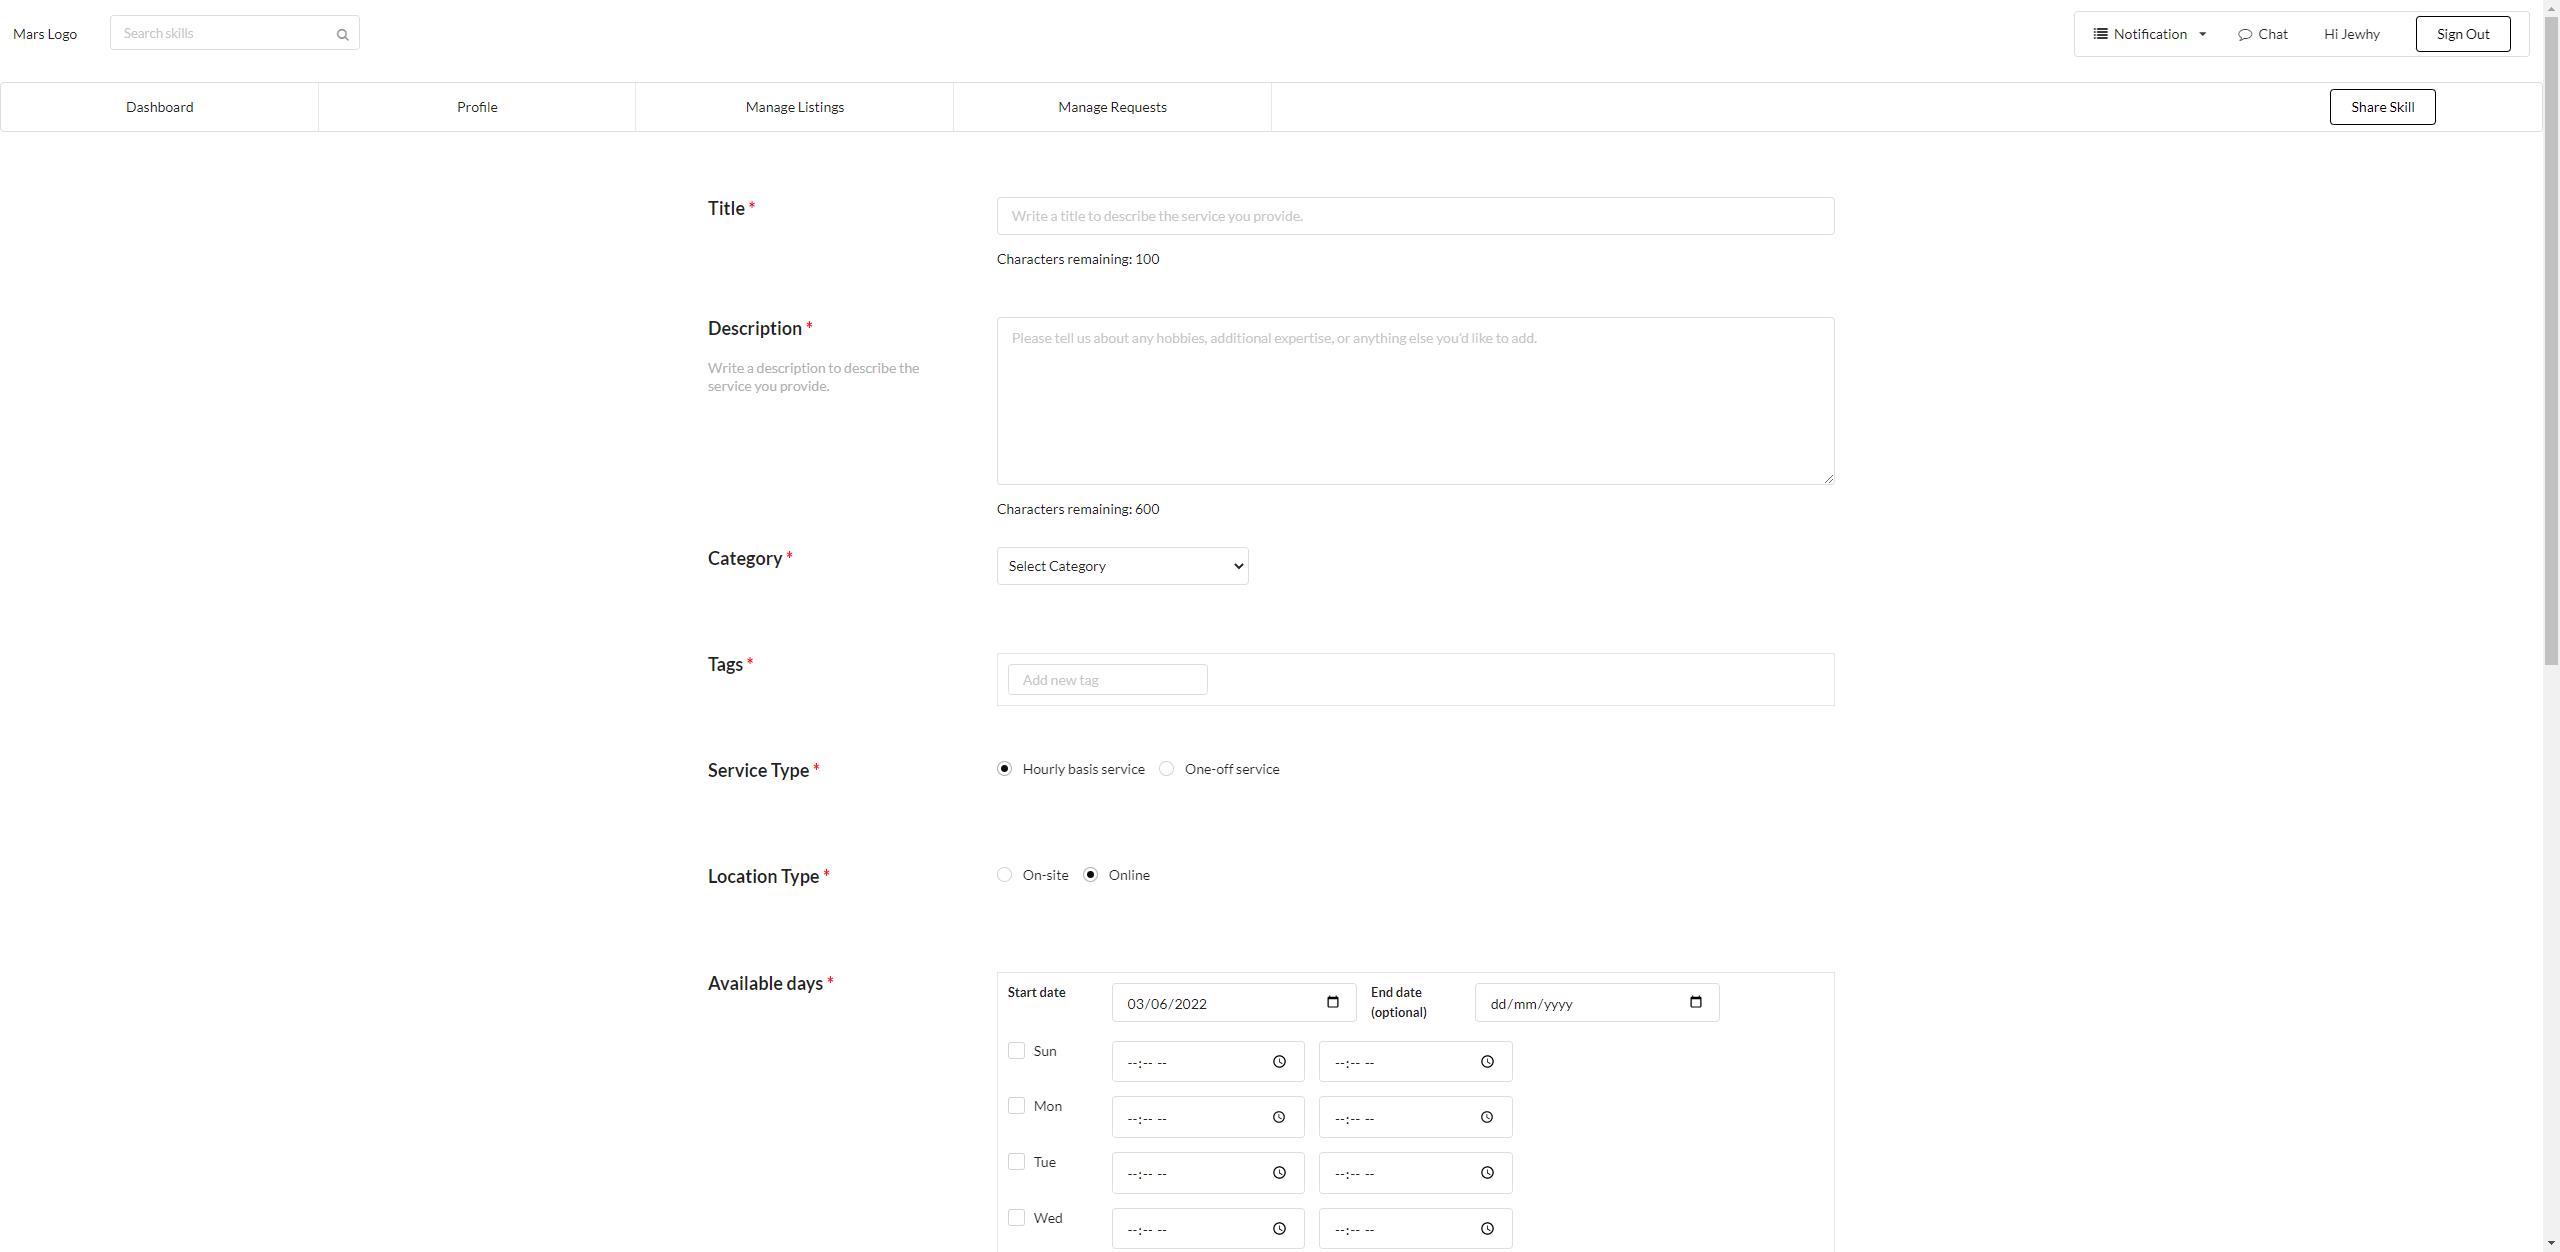 Mars Logo
Search skills
Notification
Chat
Hi Jewhy
Sign Out
Dashboard
Profile
Manage Listings
Manage Requests
Share Skill
Title *
Write a title to describe the service you provide.
Characters remaining: 100
Description *
Write a description to describe the
service you provide.
Please tell us about any hobbies, additional expertise, or anything else you'd like to add.
Characters remaining: 600
Category *
Select Category
Tags *
Add new tag
Service Type *
Hourly basis service
One-off service
Location Type *
On-site
Online
Available days *
Start date
03/06/2022
End date
(optional)
dd/mm/yyyy
Sun
--:-- --
--:-- --
Mon
--:-- --
--:-- --
Tue
--:-- --
--:-- --
Wed
--:-- --
--:-- --